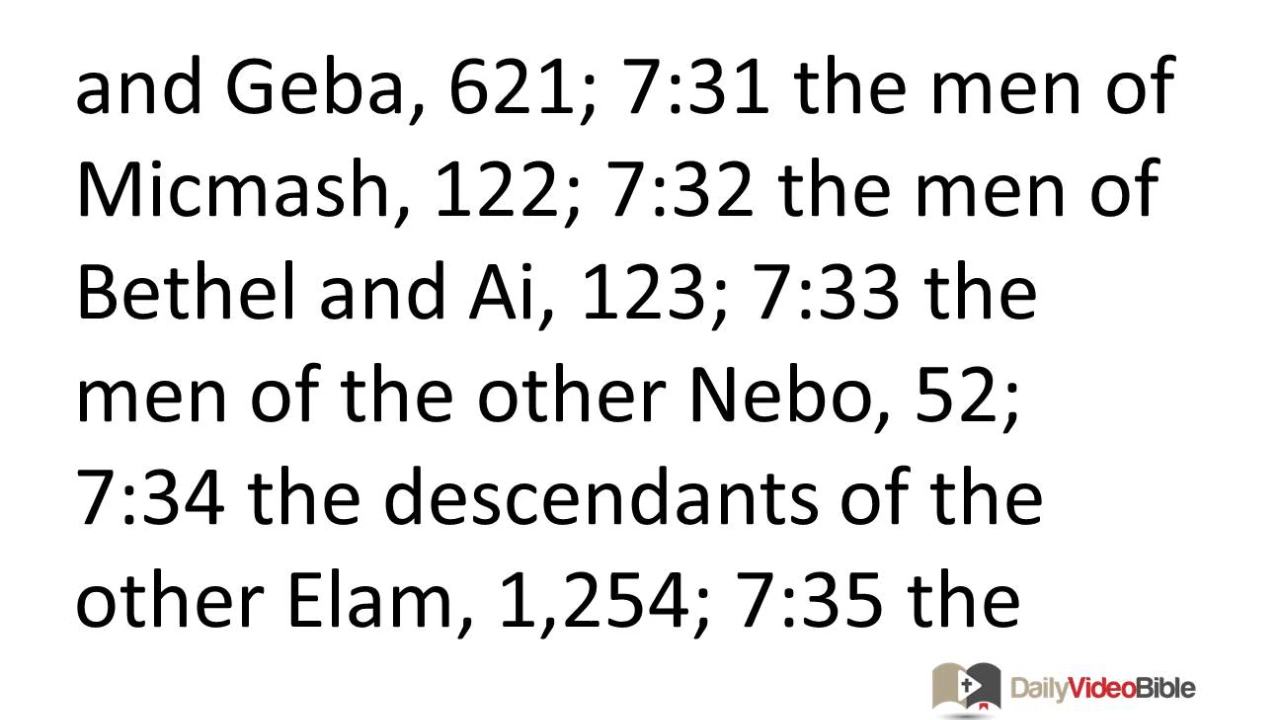 and Geba, 621; 7:31 the men of
Micmash, 122; 7:32 the men of
Bethel and Ai, 123; 7:33 the
men of the other Nebo, 52;
7:34 the descendants of the
other Elam, 1,254; 7:35 the
DailyVideoBible